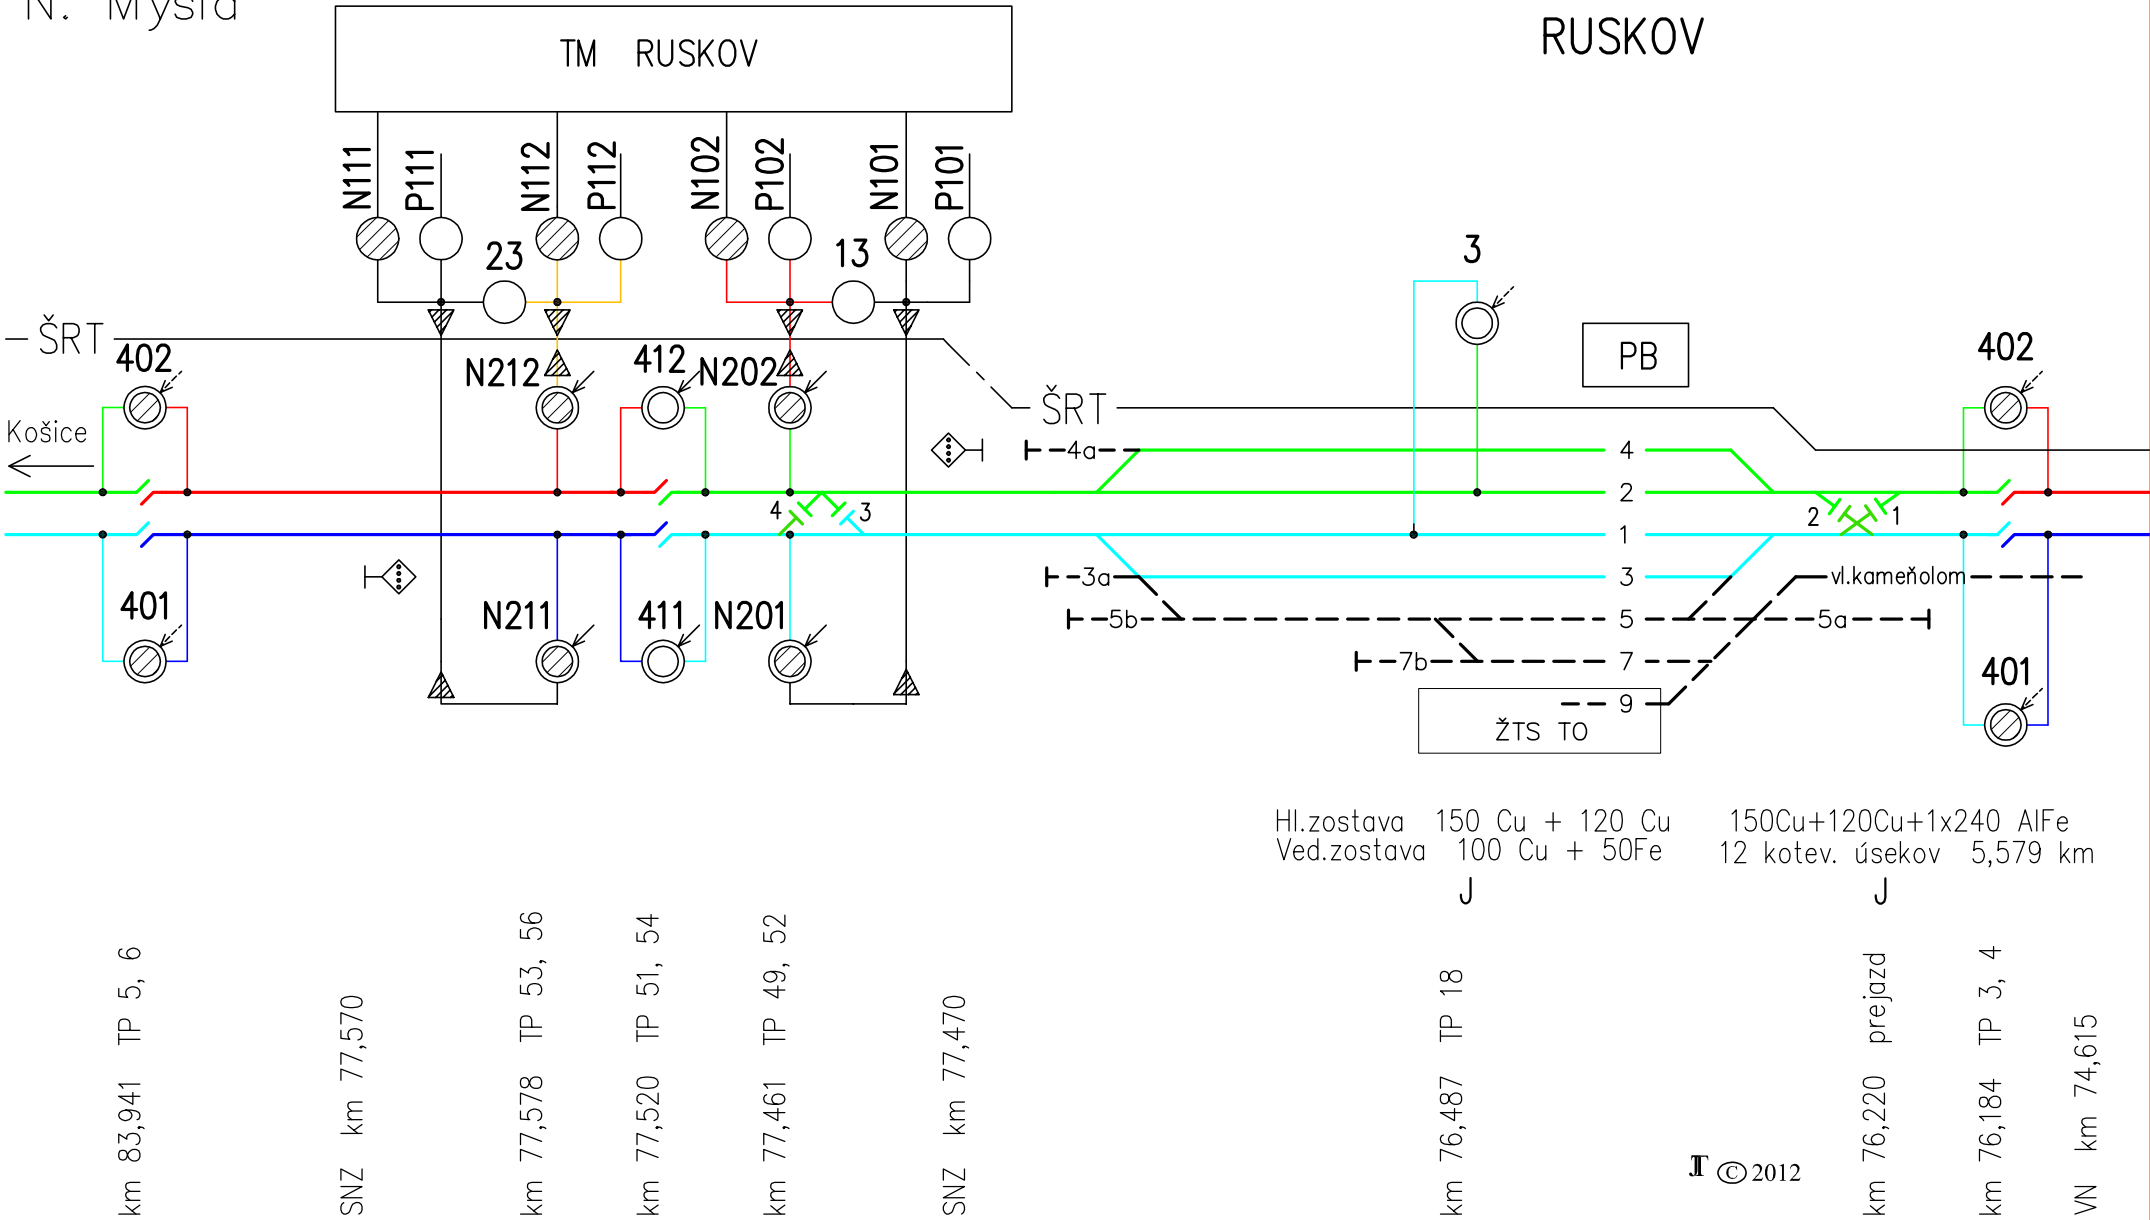 N. Myšľa
TM RUSKOV
RUSKOV
N111
P111
N112
P112
N102
P102
N101
P101
23
13
3
ŠRT
402
N212
412
N202
PB
402
ŠRT
Košice
4a
4
2
4
3
2
1
1
3a
3
vl.kameňolom
401
N211
411
N201
5b
5
5a
7b
7
401
9
ŽTS TO
Hl.zostava 150 Cu + 120 Cu
150Cu+120Cu+1x240 AlFe
Ved.zostava 100 Cu + 50Fe
12 kotev. úsekov 5,579 km
J
J
km 83,941 TP 5, 6
SNZ km 77,570
km 77,578 TP 53, 56
km 77,520 TP 51, 54
km 77,461 TP 49, 52
SNZ km 77,470
km 76,487 TP 18
km 76,220 prejazd
km 76,184 TP 3, 4
VN km 74,615
JT © 2012